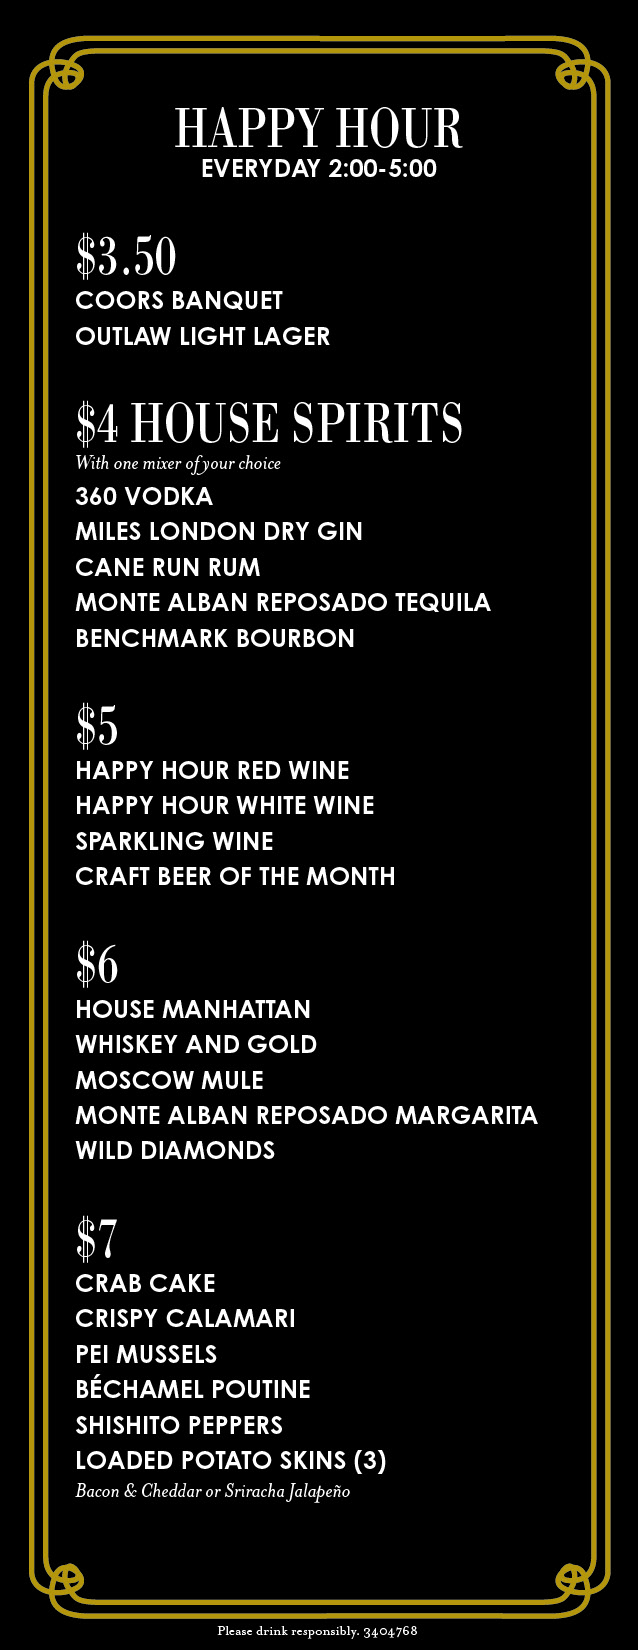 HAPPY HOUR
EVERYDAY 2:00-5:00
$3.50
COORS BANQUET
OUTLAW LIGHT LAGER
$4 HOUSE SPIRITS
With one mixer of your choice
360 VODKA
MILES LONDON DRY GIN
CANE RUN RUM
MONTE ALBAN REPOSADO TEQUILA
BENCHMARK BOURBON
$5
HAPPY HOUR RED WINE
HAPPY HOUR WHITE WINE
SPARKLING WINE
CRAFT BEER OF THE MONTH
$6
HOUSE MANHATTAN
WHISKEY AND GOLD
MOSCOW MULE
MONTE ALBAN REPOSADO MARGARITA
WILD DIAMONDS
$7
CRAB CAKE
CRISPY CALAMARI
PEI MUSSELS
BÉCHAMEL POUTINE
SHISHITO PEPPERS
LOADED POTATO SKINS (3)
Bacon & Cheddar or Sriracha Jalapeño
Please drink responsibly. 3404768